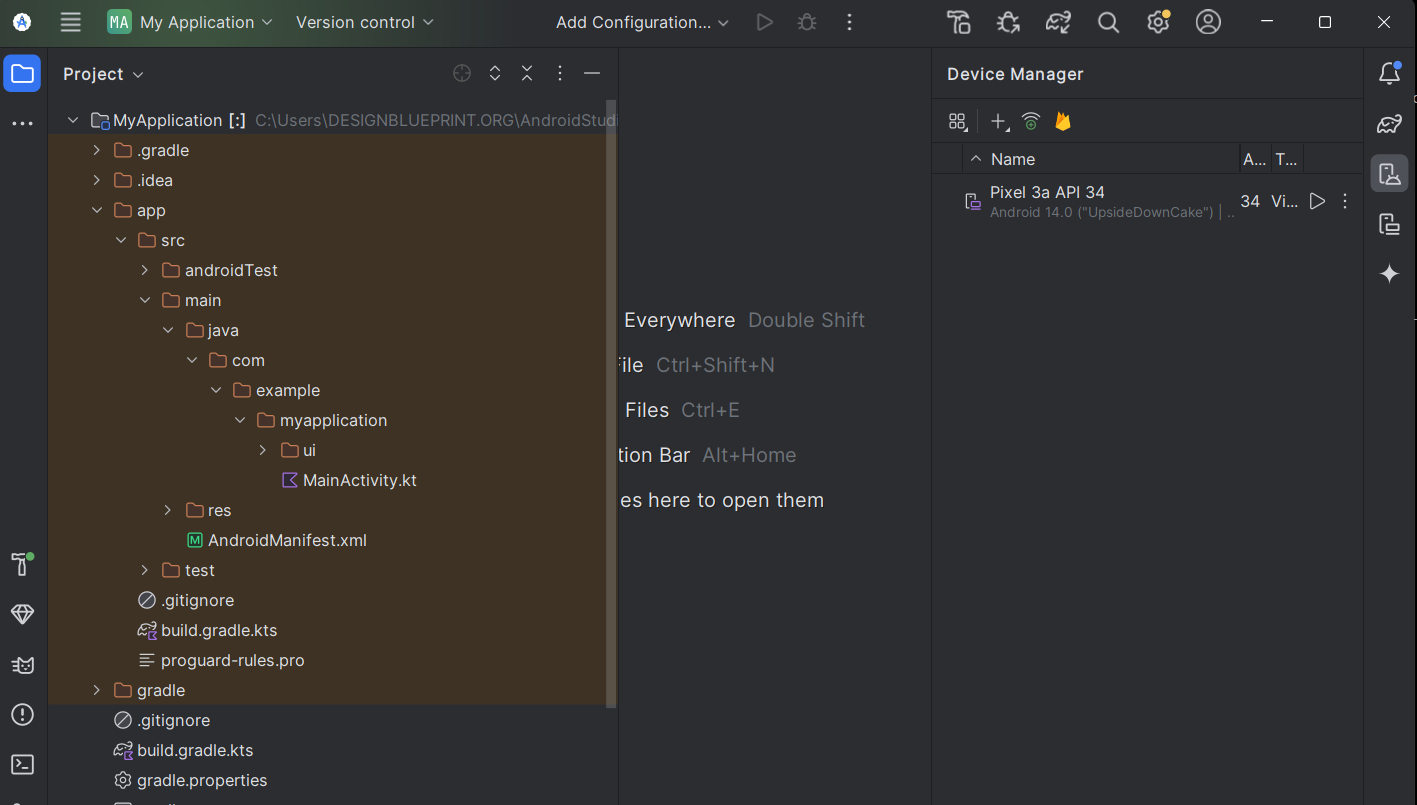 MA My Application Version control Add Configuration...
Project
Device Manager
MyApplication [:] C:\Users\DESIGNBLUEPRINT.ORG\AndroidStudi
.gradle
.idea
app
src
androidTest
main
java
com
example
myapplication
ui
MainActivity.kt
res
M AndroidManifest.xml
test
.gitignore
build.gradle.kts
proguard-rules.pro
gradle
.gitignore
build.gradle.kts
gradle.properties
Everywhere Double Shift
File Ctrl+Shift+N
Files Ctrl+E
tion Bar Alt+Home
es here to open them
Name A... T...
Pixel 3a API 34
Android 14.0 ("UpsideDownCake") | ..
34 Vi...